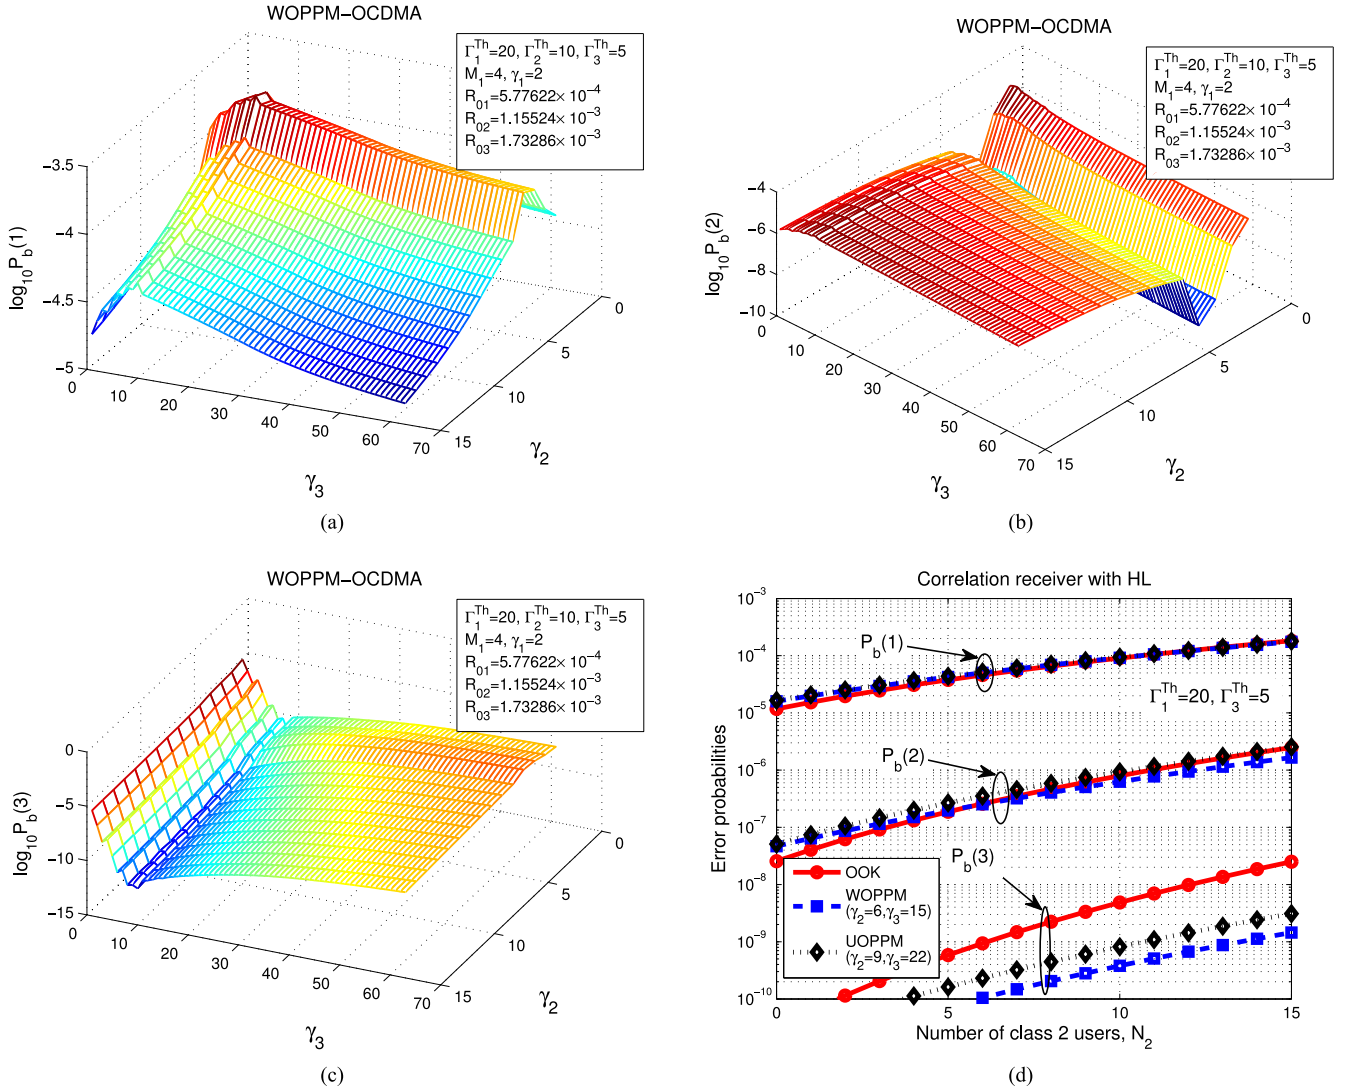 WOPPM−OCDMA
Γ₁ᵀʰ=20, Γ₂ᵀʰ=10, Γ₃ᵀʰ=5
M₁=4, γ₁=2
R₀₁=5.77622× 10⁻⁴
R₀₂=1.15524× 10⁻³
R₀₃=1.73286× 10⁻³
−3.5
−4
−4.5
−5
log₁₀P_b(1)
0
10
20
30
40
50
60
70
γ₃
0
5
10
15
γ₂
(a)
WOPPM−OCDMA
Γ₁ᵀʰ=20, Γ₂ᵀʰ=10, Γ₃ᵀʰ=5
M₁=4, γ₁=2
R₀₁=5.77622× 10⁻⁴
R₀₂=1.15524× 10⁻³
R₀₃=1.73286× 10⁻³
−4
−6
−8
−10
log₁₀P_b(2)
0
10
20
30
40
50
60
70
γ₃
0
5
10
15
γ₂
(b)
WOPPM−OCDMA
Γ₁ᵀʰ=20, Γ₂ᵀʰ=10, Γ₃ᵀʰ=5
M₁=4, γ₁=2
R₀₁=5.77622× 10⁻⁴
R₀₂=1.15524× 10⁻³
R₀₃=1.73286× 10⁻³
0
−5
−10
−15
log₁₀P_b(3)
0
10
20
30
40
50
60
70
γ₃
0
5
10
15
γ₂
(c)
Correlation receiver with HL
10⁻³
10⁻⁴
10⁻⁵
10⁻⁶
10⁻⁷
10⁻⁸
10⁻⁹
10⁻¹⁰
Error probabilities
P_b(1)
Γ₁ᵀʰ=20, Γ₃ᵀʰ=5
P_b(2)
P_b(3)
OOK
WOPPM
(γ₂=6,γ₃=15)
UOPPM
(γ₂=9,γ₃=22)
0
5
10
15
Number of class 2 users, N₂
(d)